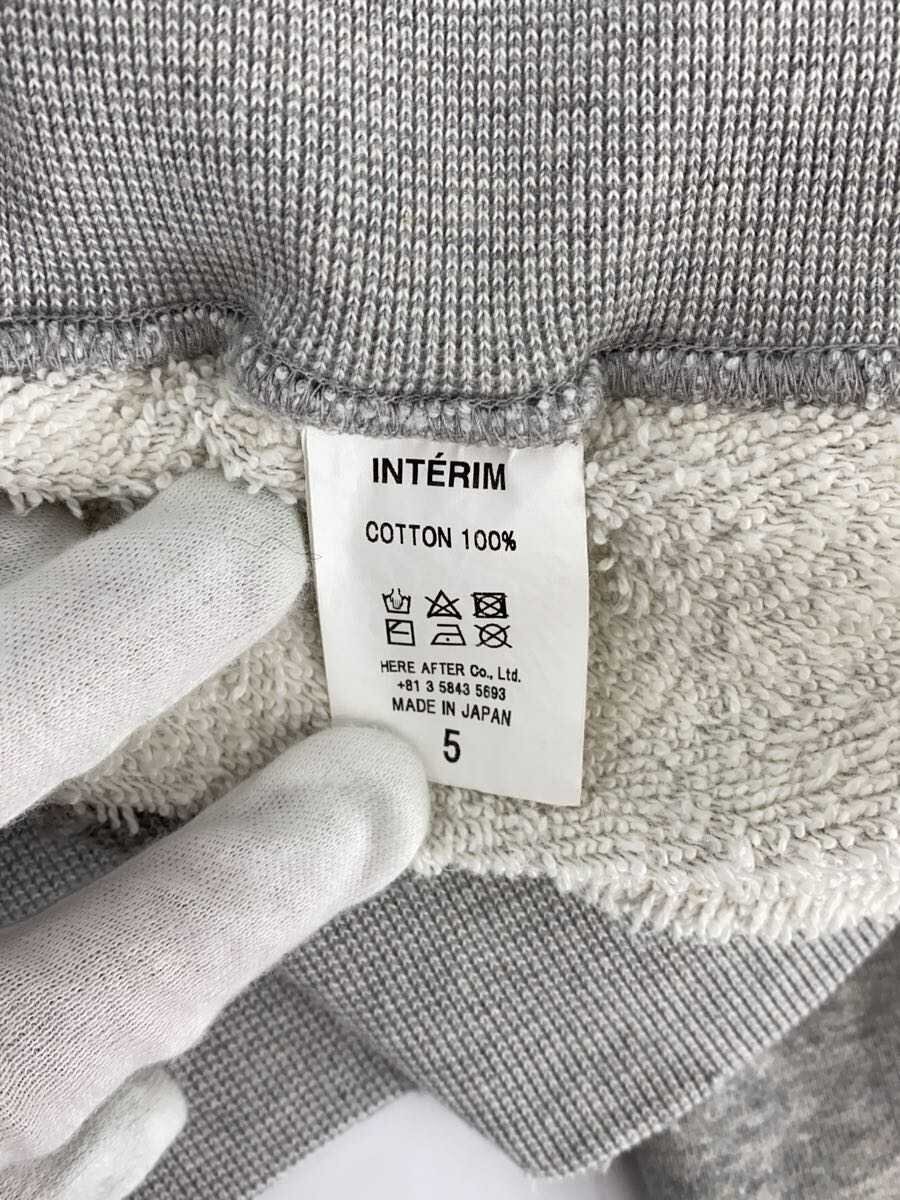 INTÉRIM
COTTON 100%
HERE AFTER Co., Ltd.
+81 3 5843 5693
MADE IN JAPAN
5